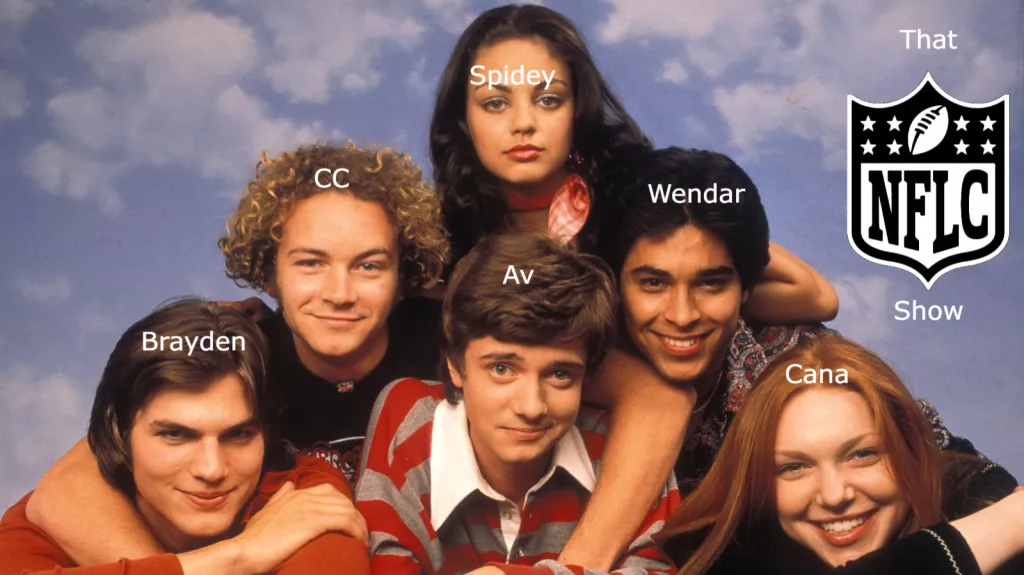 That
Spidey
NFLC
CC
Wendar
Av
Show
Brayden
Cana